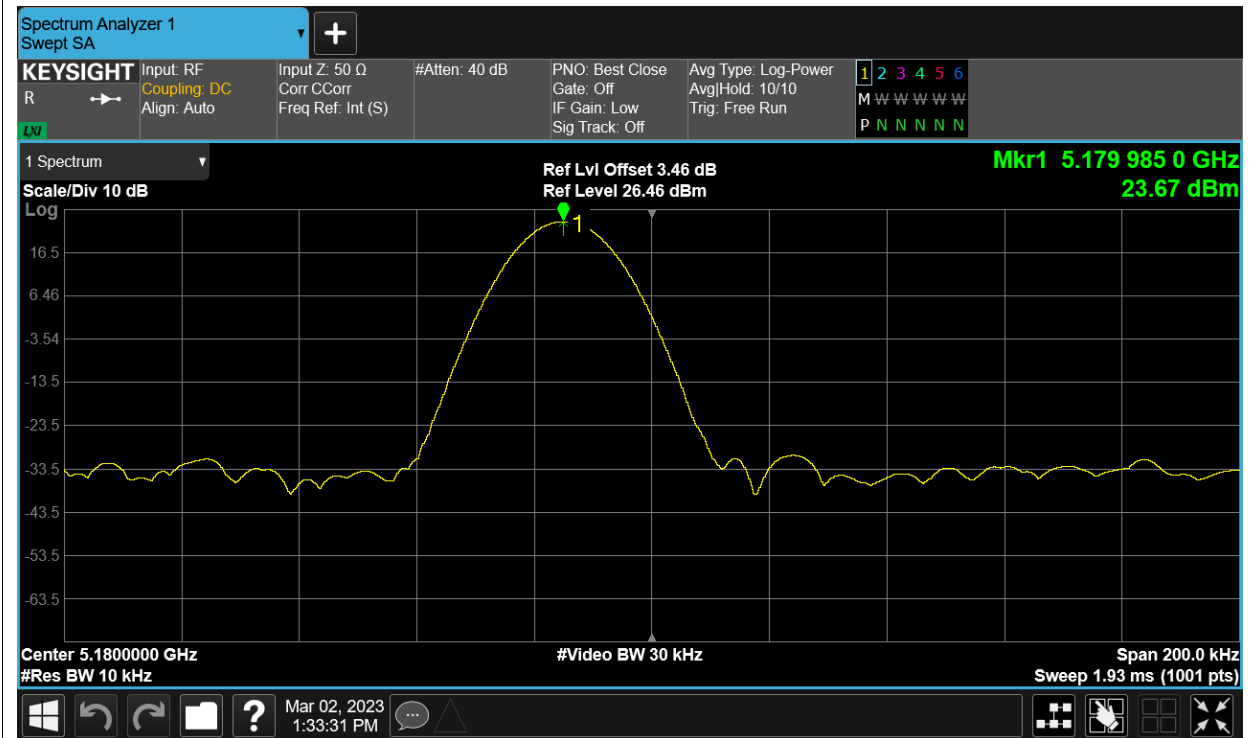 Spectrum Analyzer 1
Swept SA
KEYSIGHT
R
LXI
Input: RF
Coupling: DC
Align: Auto
Input Z: 50 Ω
Corr CCorr
Freq Ref: Int (S)
#Atten: 40 dB
PNO: Best Close
Gate: Off
IF Gain: Low
Sig Track: Off
Avg Type: Log-Power
Avg|Hold: 10/10
Trig: Free Run
1 2 3 4 5 6
M W W W W W
P N N N N N
1 Spectrum
Scale/Div 10 dB
Log
Ref Lvl Offset 3.46 dB
Ref Level 26.46 dBm
Mkr1 5.179 985 0 GHz
23.67 dBm
1
16.5
6.46
-3.54
-13.5
-23.5
-33.5
-43.5
-53.5
-63.5
Center 5.1800000 GHz
#Res BW 10 kHz
#Video BW 30 kHz
Span 200.0 kHz
Sweep 1.93 ms (1001 pts)
?
Mar 02, 2023
1:33:31 PM